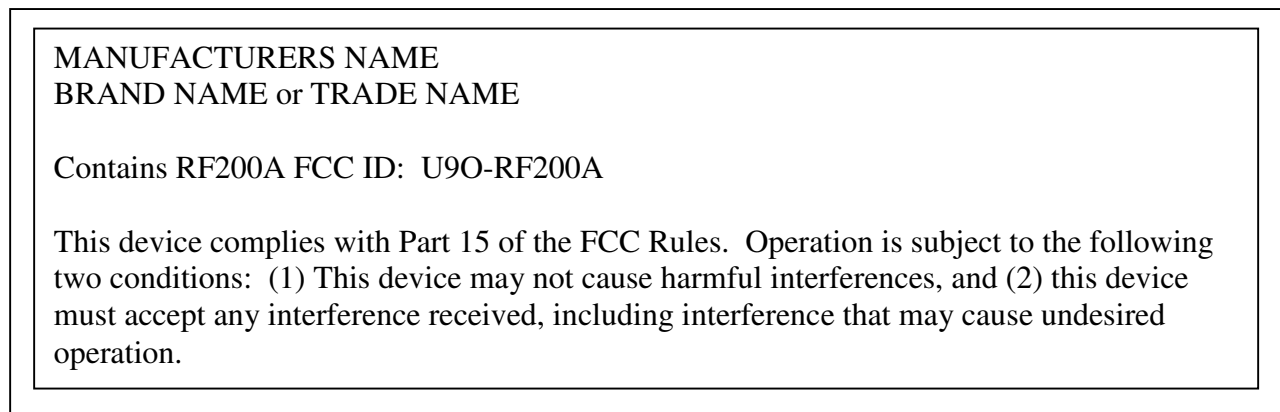 MANUFACTURERS NAME
BRAND NAME or TRADE NAME
Contains RF200A FCC ID:  U9O-RF200A
This device complies with Part 15 of the FCC Rules.  Operation is subject to the following
two conditions:  (1) This device may not cause harmful interferences, and (2) this device
must accept any interference received, including interference that may cause undesired
operation.